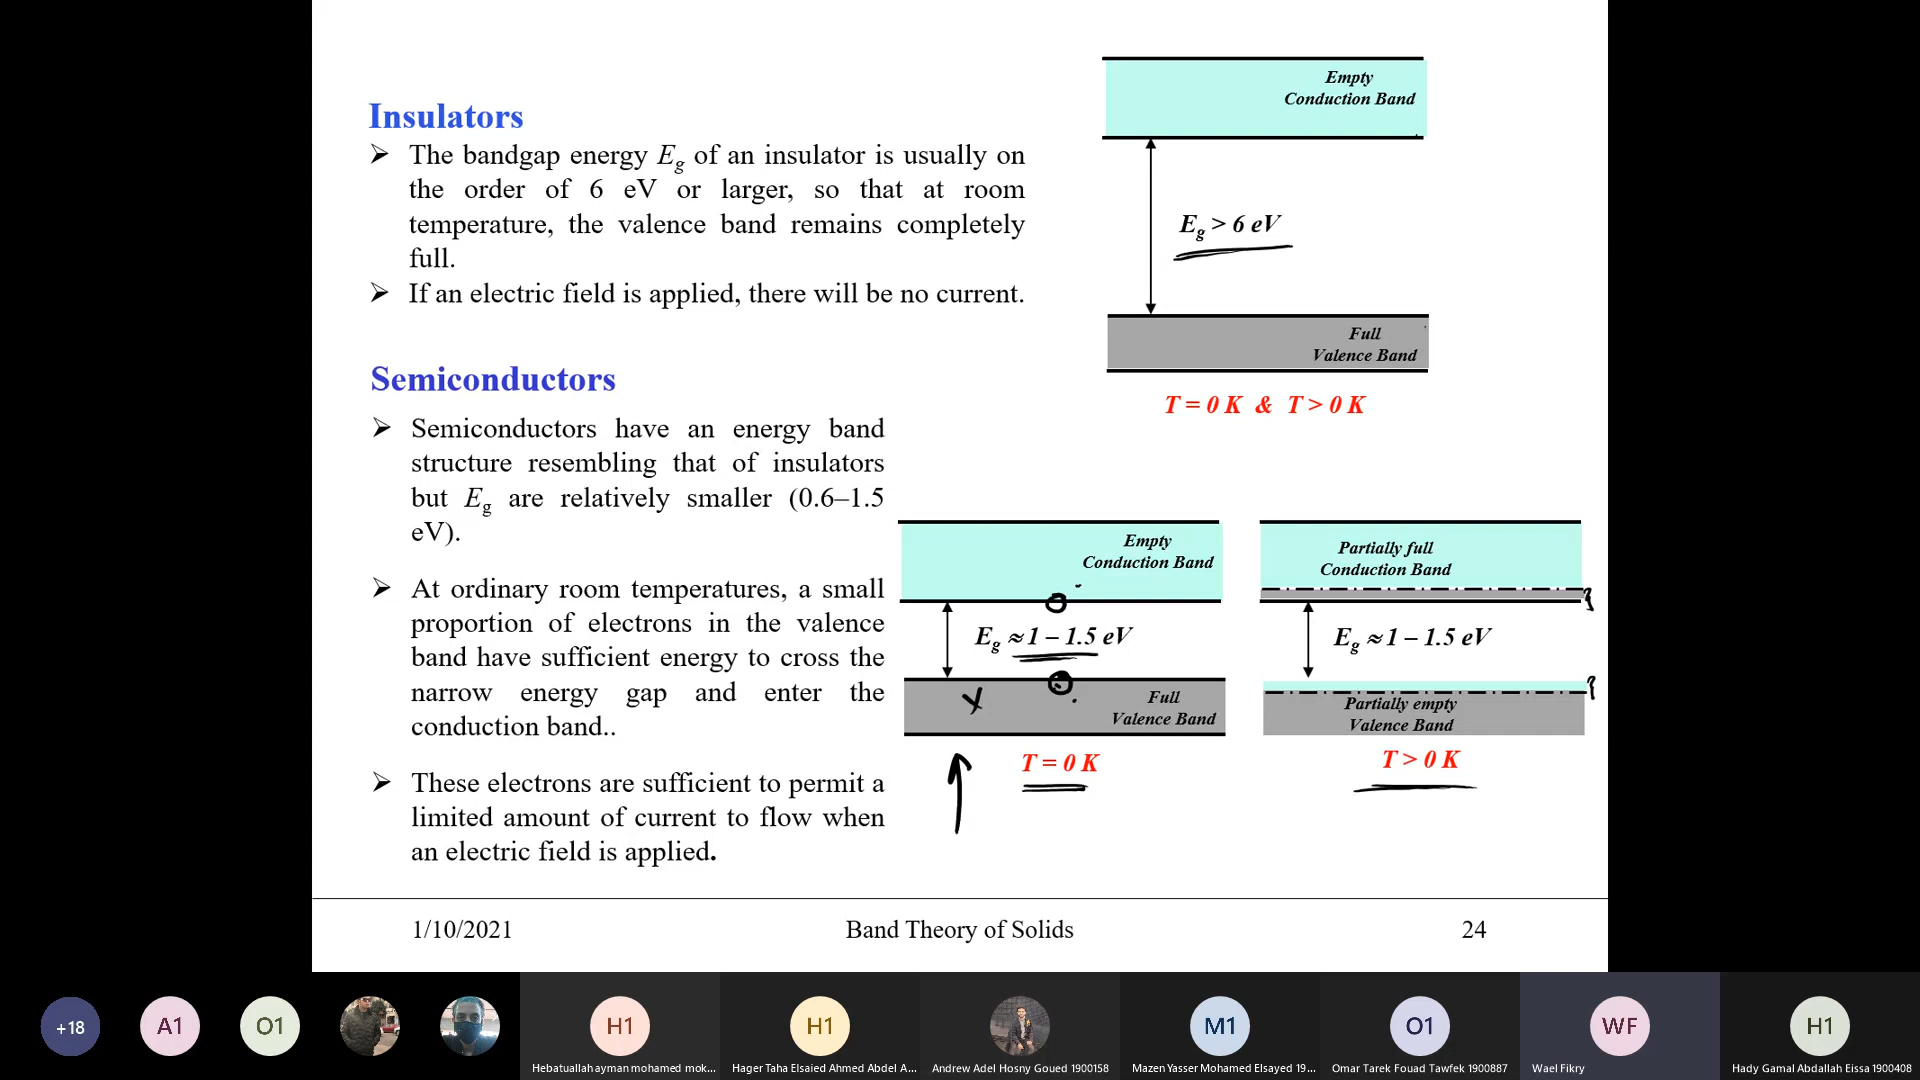 Insulators
➢ The bandgap energy Eg of an insulator is usually on
the order of 6 eV or larger, so that at room
temperature, the valence band remains completely
full.
➢ If an electric field is applied, there will be no current.
Empty
Conduction Band
Eg > 6 eV
Full
Valence Band
T = 0 K & T > 0 K
Semiconductors
➢ Semiconductors have an energy band
structure resembling that of insulators
but Eg are relatively smaller (0.6–1.5
eV).
➢ At ordinary room temperatures, a small
proportion of electrons in the valence
band have sufficient energy to cross the
narrow energy gap and enter the
conduction band..
➢ These electrons are sufficient to permit a
limited amount of current to flow when
an electric field is applied.
Empty
Conduction Band
Eg ≈ 1 – 1.5 eV
Full
Valence Band
T = 0 K
Partially full
Conduction Band
Eg ≈ 1 – 1.5 eV
Partially empty
Valence Band
T > 0 K
1/10/2021
Band Theory of Solids
24
+18
A1
O1
H1
H1
M1
O1
WF
H1
Hebatuallah ayman mohamed mok...
Hager Taha Elsaied Ahmed Abdel A...
Andrew Adel Hosny Goued 1900158
Mazen Yasser Mohamed Elsayed 19...
Omar Tarek Fouad Tawfek 1900887
Wael Fikry
Hady Gamal Abdallah Eissa 1900408